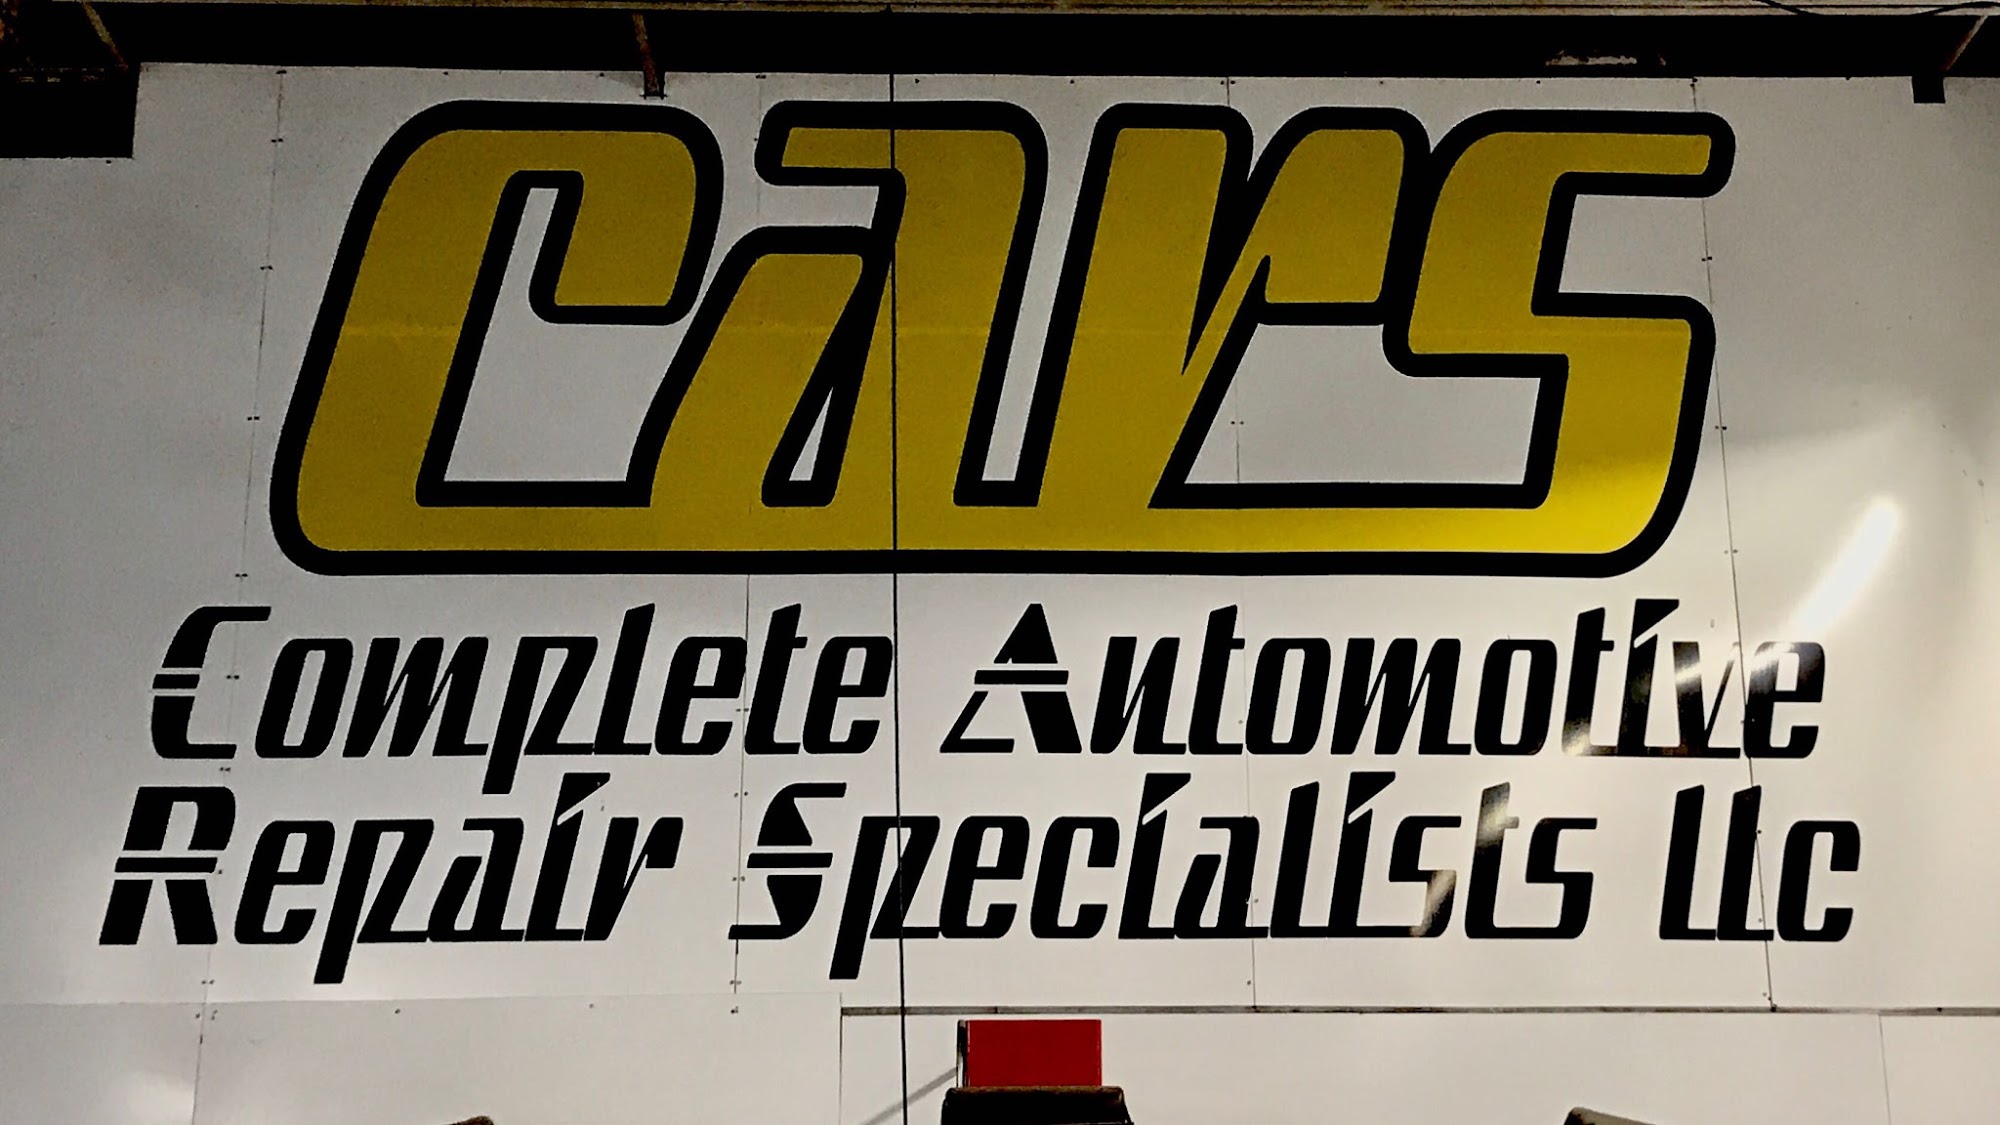 cars
Complete Automotive
Repair Specialists llc